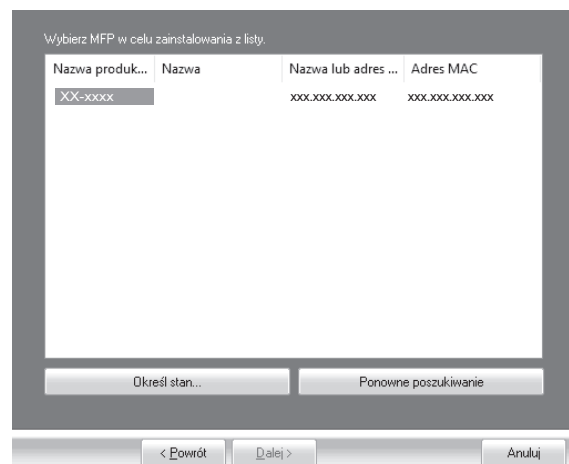 Wybierz MFP w celu zainstalowania z listy.
Nazwa produk... Nazwa Nazwa lub adres ... Adres MAC
XX-xxxx xxx.xxx.xxx.xxx xxx.xxx.xxx.xxx
Określ stan... Ponowne poszukiwanie
< Powrót Dalej > Anuluj